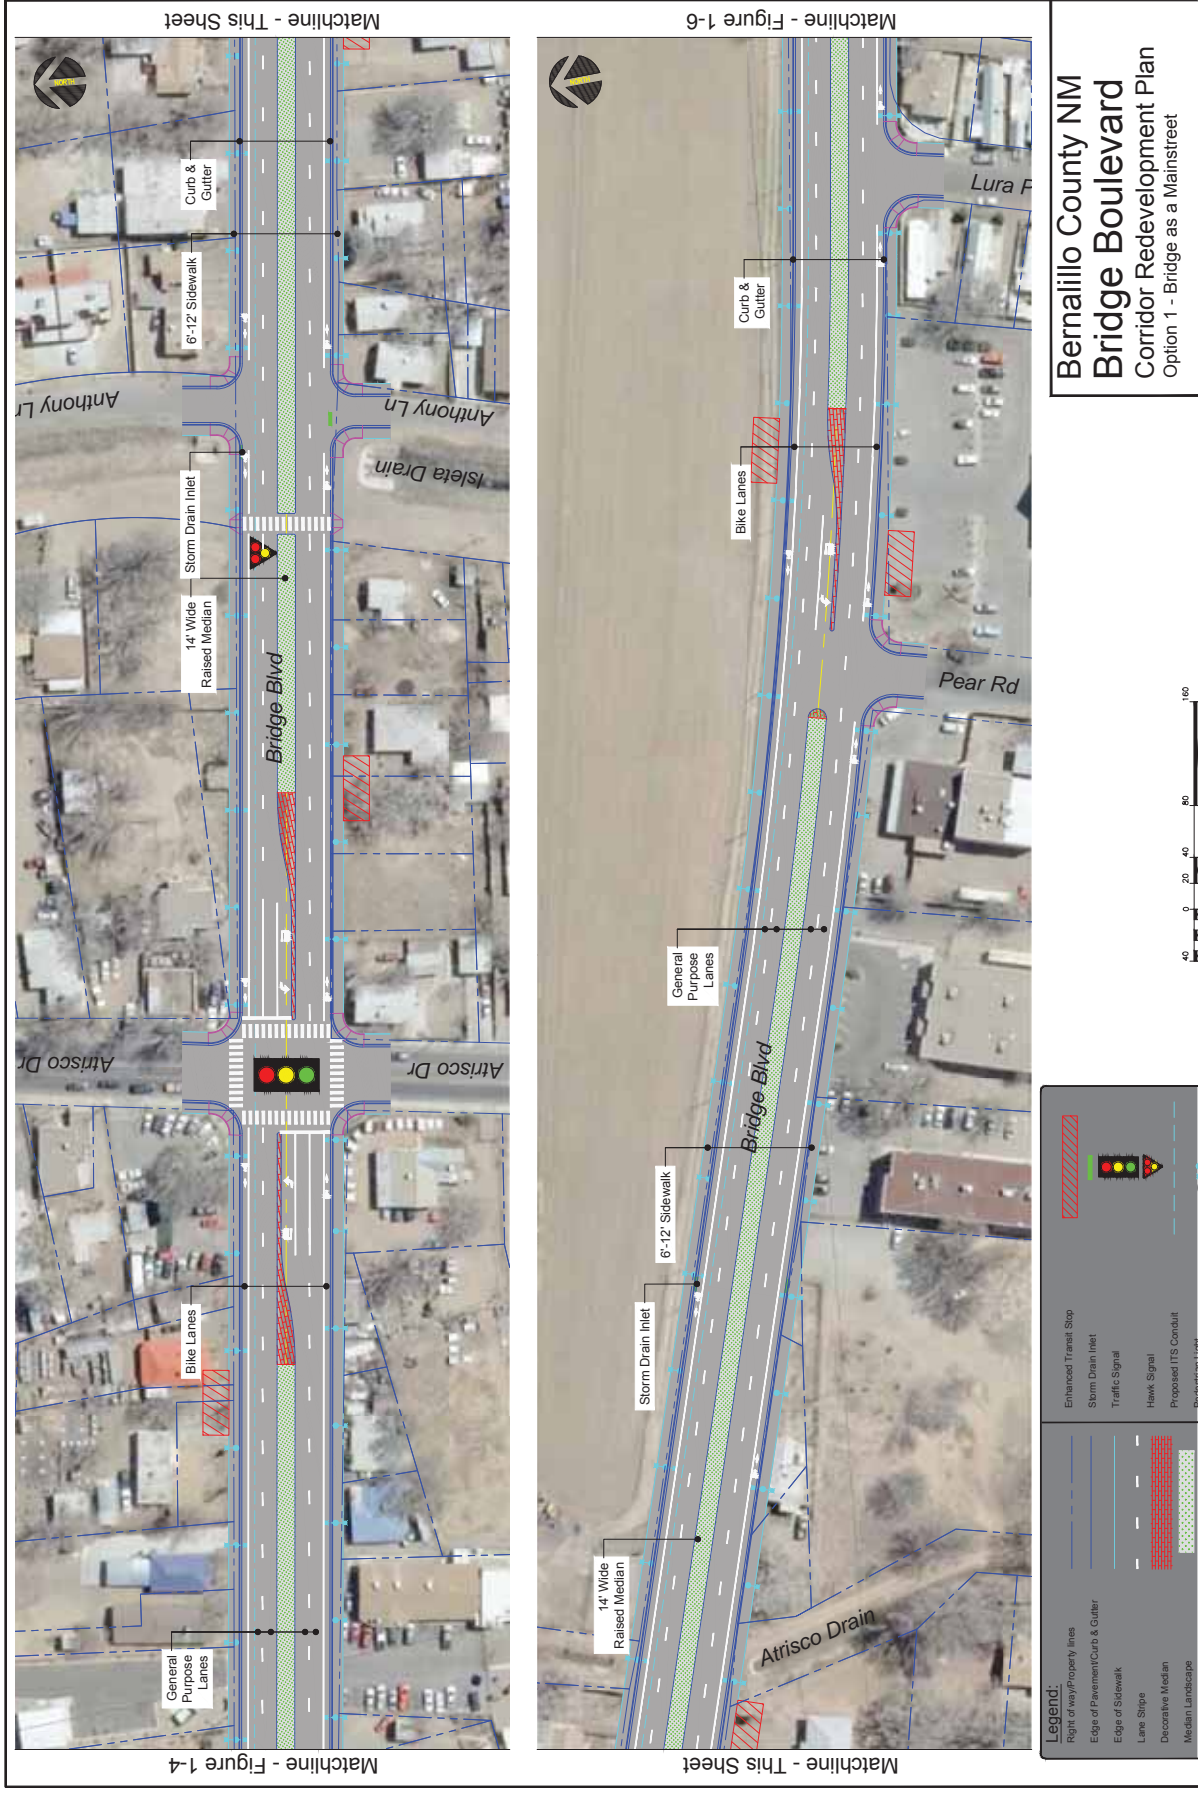 Matchline - This Sheet
Matchline - Figure 1-6
NORTH
NORTH
Curb &
Gutter
6'-12' Sidewalk
Anthony Ln
Anthony Ln
Isleta Drain
Storm Drain Inlet
14' Wide
Raised Median
Bridge Blvd
Atrisco Dr
Atrisco Dr
Bike Lanes
General
Purpose
Lanes
Matchline - Figure 1-4
Lura P
Curb &
Gutter
Bike Lanes
Pear Rd
General
Purpose
Lanes
Bridge Blvd
6'-12' Sidewalk
Storm Drain Inlet
14' Wide
Raised Median
Atrisco Drain
Matchline - This Sheet
Bernalillo County NM
Bridge Boulevard
Corridor Redevelopment Plan
Option 1 - Bridge as a Mainstreet
40 0 20 40 80 160
Legend:
Right of way/Property lines
Edge of Pavement/Curb & Gutter
Edge of Sidewalk
Lane Stripe
Decorative Median
Median Landscape
Enhanced Transit Stop
Storm Drain Inlet
Traffic Signal
Hawk Signal
Proposed ITS Conduit
Pedestrian Light